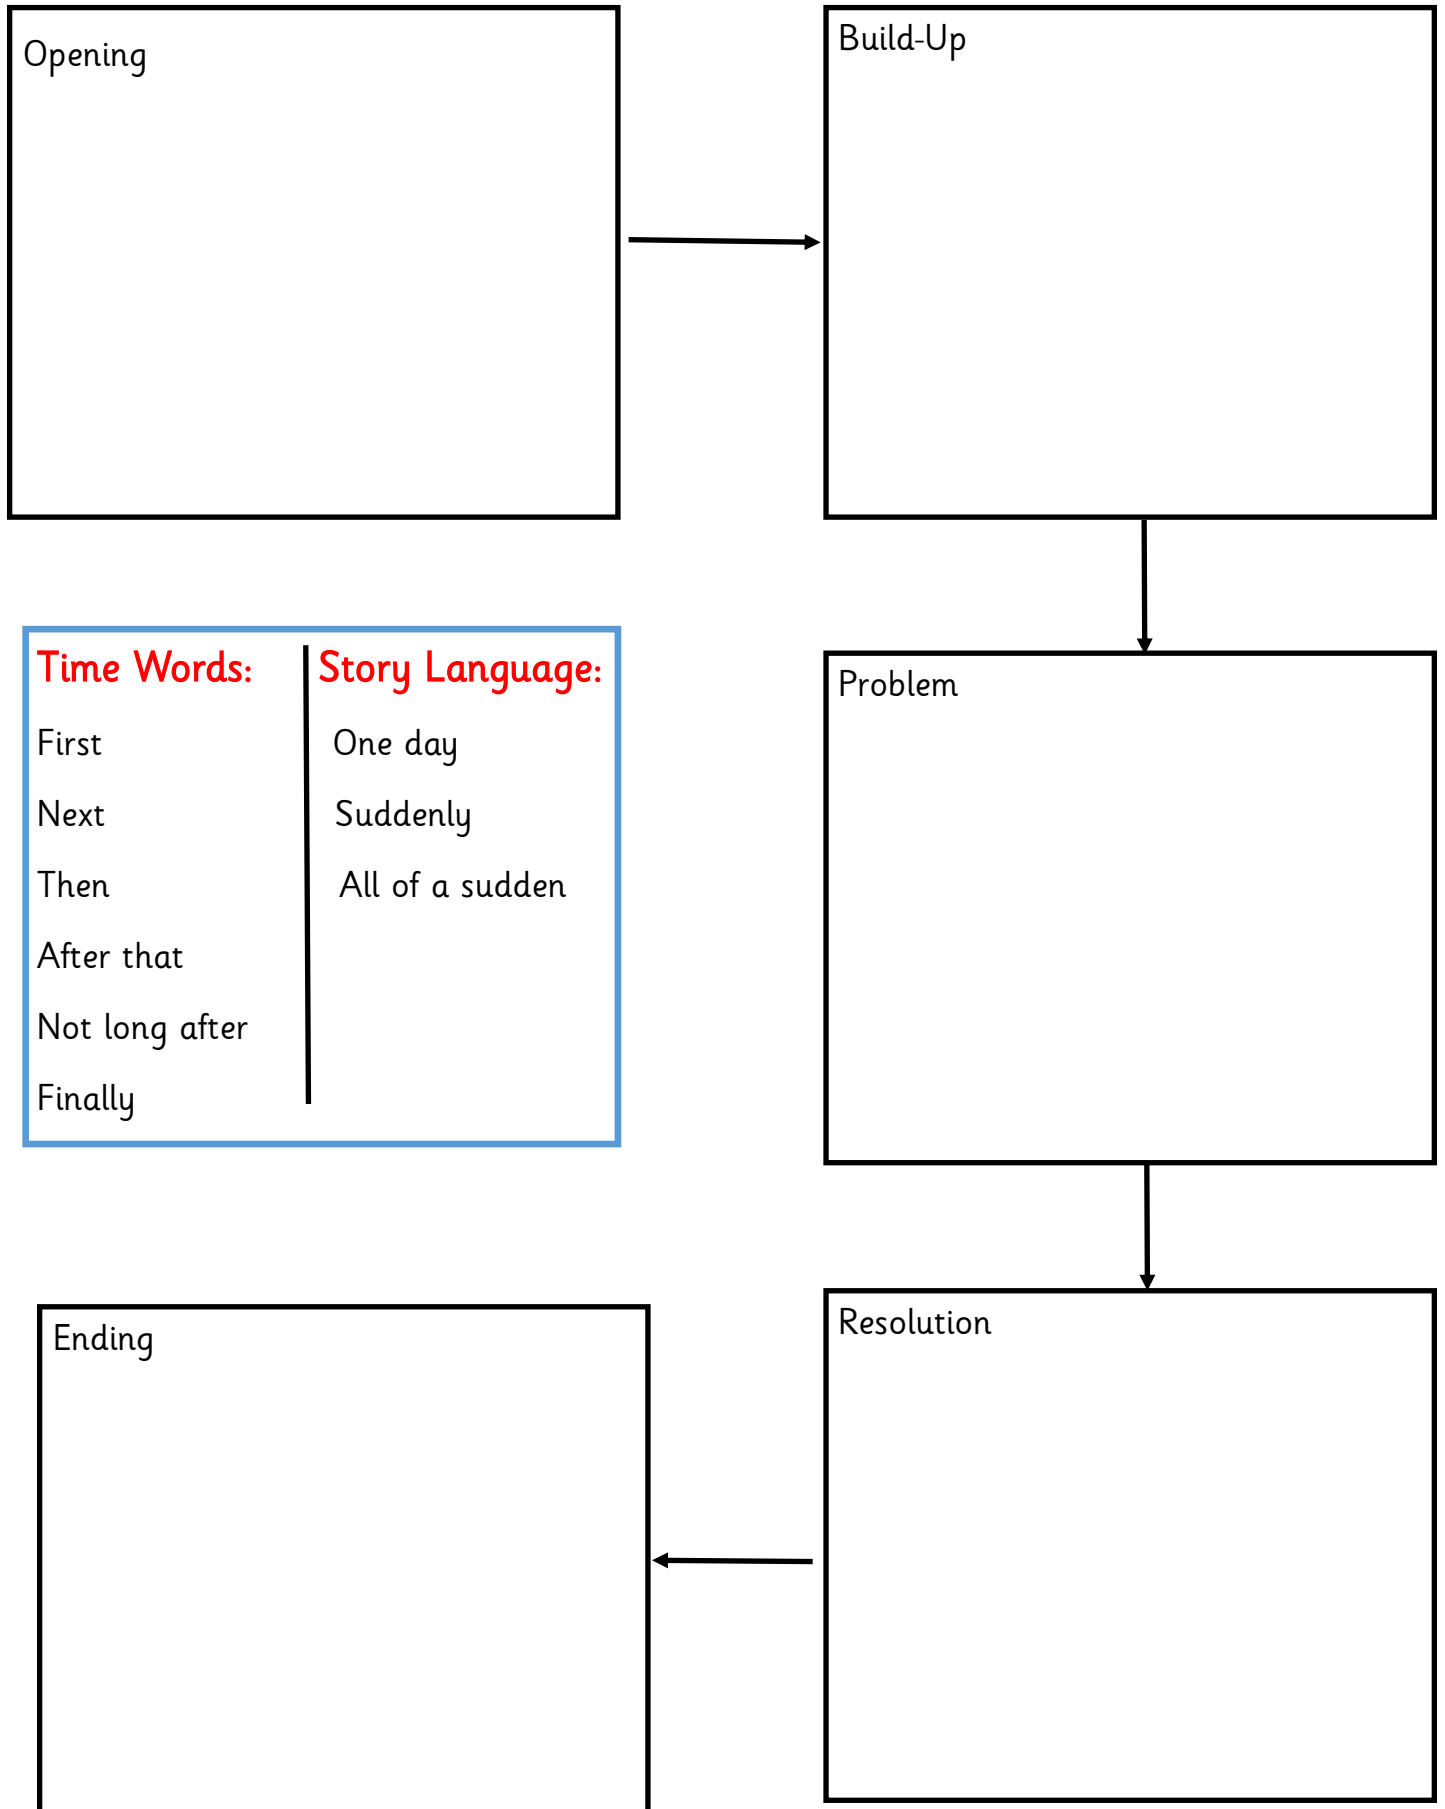 Opening
Build-Up
Time Words:
First
Next
Then
After that
Not long after
Finally
Story Language:
One day
Suddenly
All of a sudden
Problem
Resolution
Ending